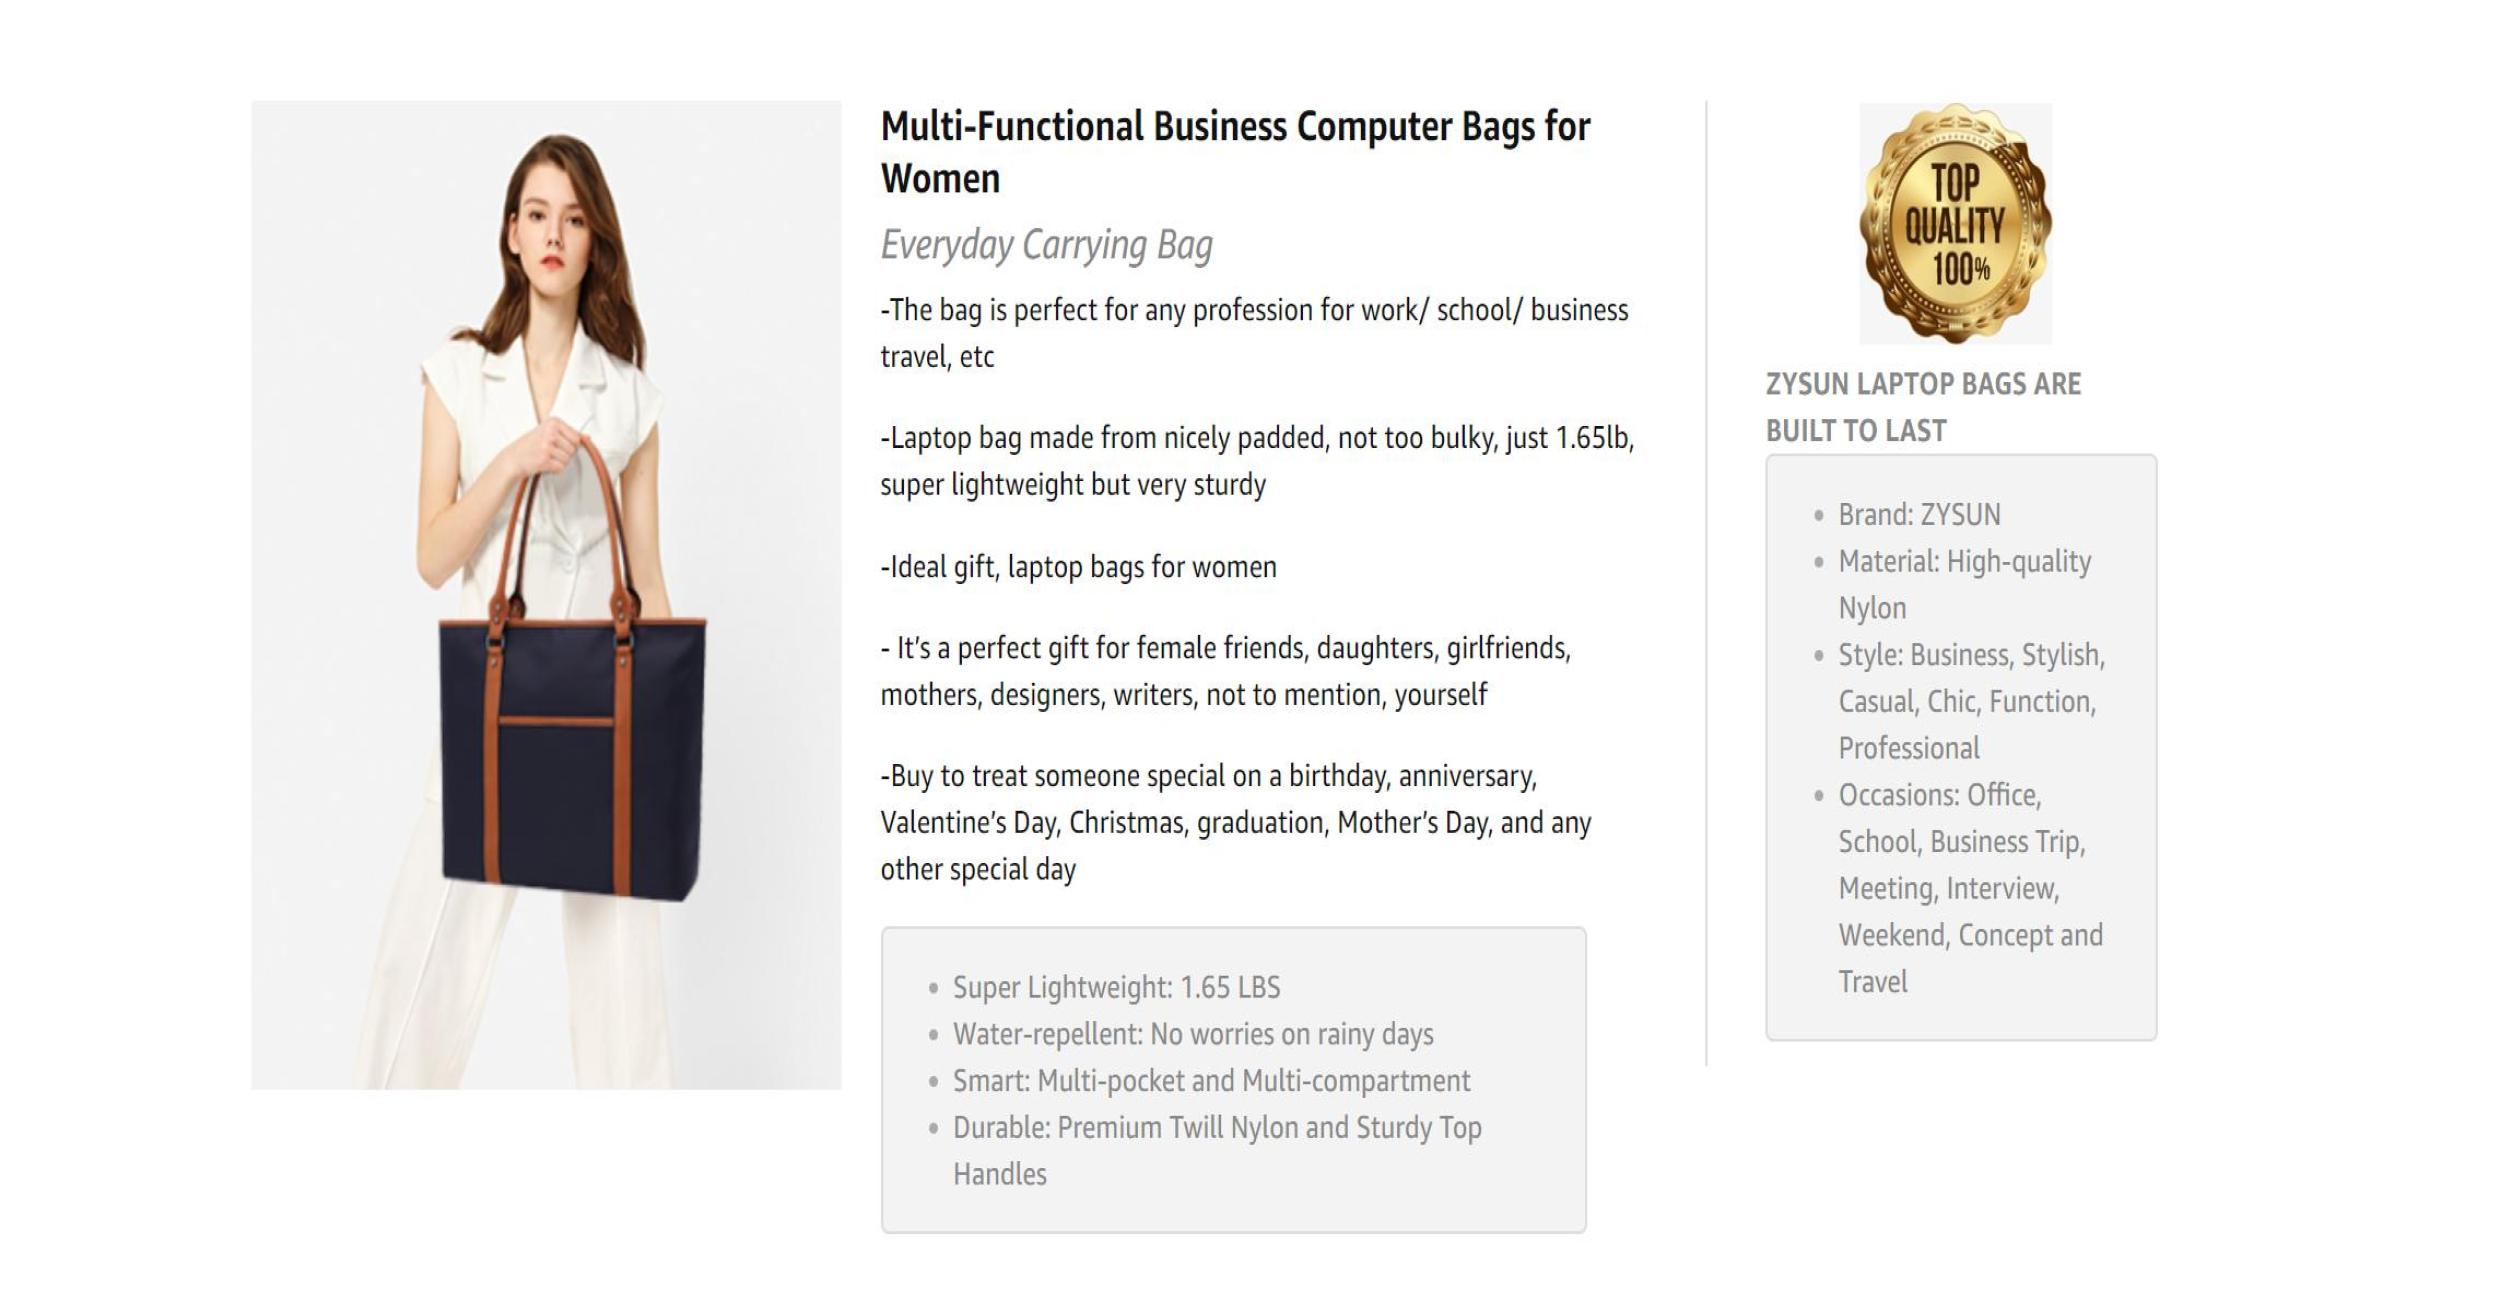 Multi-Functional Business Computer Bags for
Women
Everyday Carrying Bag
-The bag is perfect for any profession for work/ school/ business
travel, etc
-Laptop bag made from nicely padded, not too bulky, just 1.65lb,
super lightweight but very sturdy
-Ideal gift, laptop bags for women
- It’s a perfect gift for female friends, daughters, girlfriends,
mothers, designers, writers, not to mention, yourself
-Buy to treat someone special on a birthday, anniversary,
Valentine’s Day, Christmas, graduation, Mother’s Day, and any
other special day
• Super Lightweight: 1.65 LBS
• Water-repellent: No worries on rainy days
• Smart: Multi-pocket and Multi-compartment
• Durable: Premium Twill Nylon and Sturdy Top
Handles
TOP
QUALITY
100%
ZYSUN LAPTOP BAGS ARE
BUILT TO LAST
• Brand: ZYSUN
• Material: High-quality
Nylon
• Style: Business, Stylish,
Casual, Chic, Function,
Professional
• Occasions: Office,
School, Business Trip,
Meeting, Interview,
Weekend, Concept and
Travel